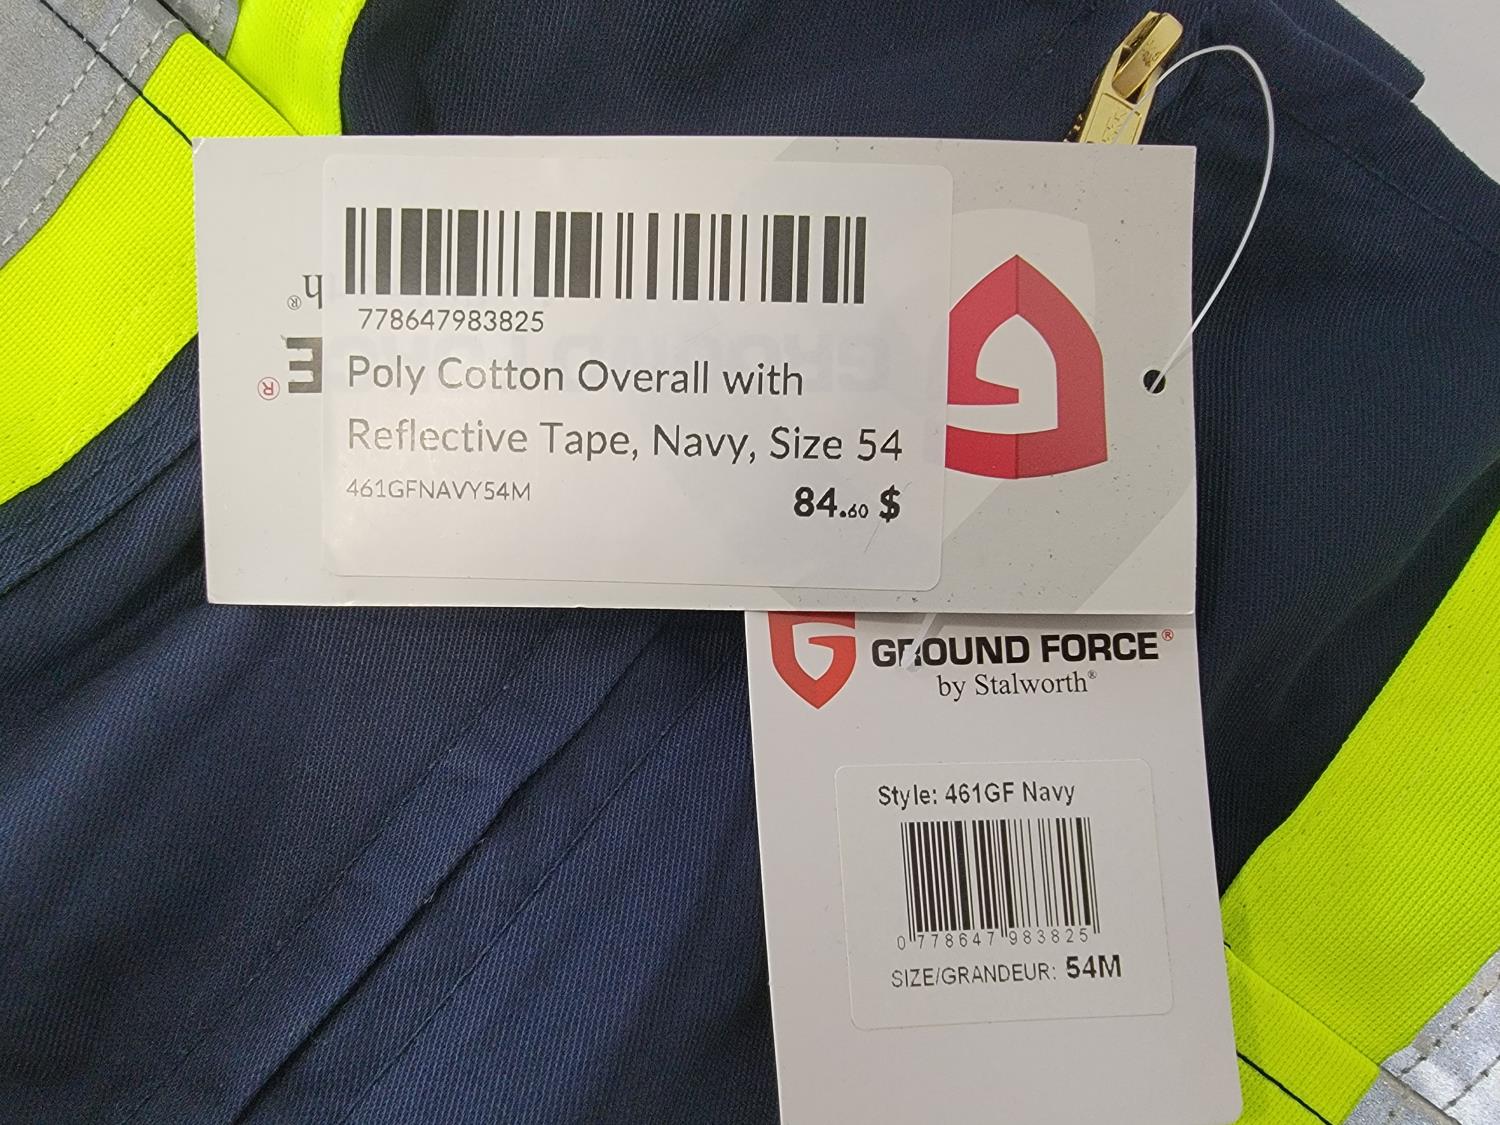 778647983825
Poly Cotton Overall with
Reflective Tape, Navy, Size 54
461GFNAVY54M
84.60 $
GROUND FORCE®
by Stalworth®
Style: 461GF Navy
0 778647 983825
SIZE/GRANDEUR: 54M